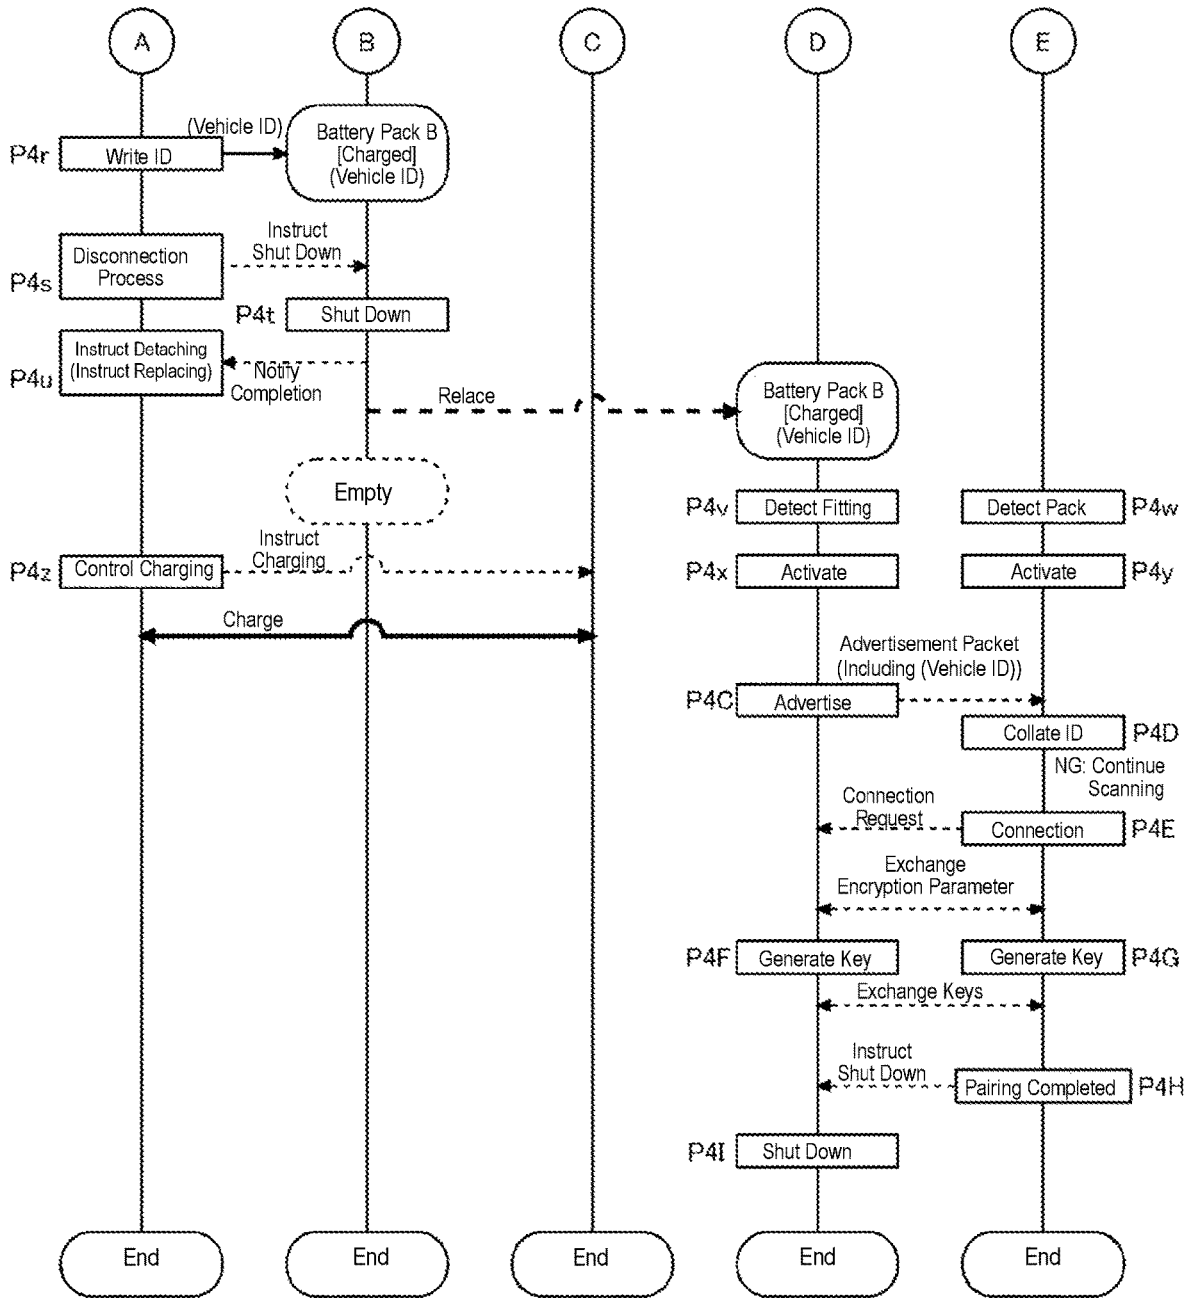 A
B
C
D
E
(Vehicle ID)
P4r
Write ID
Battery Pack B
[Charged]
(Vehicle ID)
Instruct
Shut Down
Disconnection
Process
P4s
P4t
Shut Down
Instruct Detaching
(Instruct Replacing)
P4u
Notify
Completion
Relace
Battery Pack B
[Charged]
(Vehicle ID)
Empty
P4v
Detect Fitting
Detect Pack
P4w
Instruct
Charging
P4z
Control Charging
P4x
Activate
Activate
P4y
Charge
Advertisement Packet
(Including (Vehicle ID))
P4C
Advertise
Collate ID
P4D
NG: Continue
Scanning
Connection
Request
Connection
P4E
Exchange
Encryption Parameter
P4F
Generate Key
Generate Key
P4G
Exchange Keys
Instruct
Shut Down
Pairing Completed
P4H
P4I
Shut Down
End
End
End
End
End